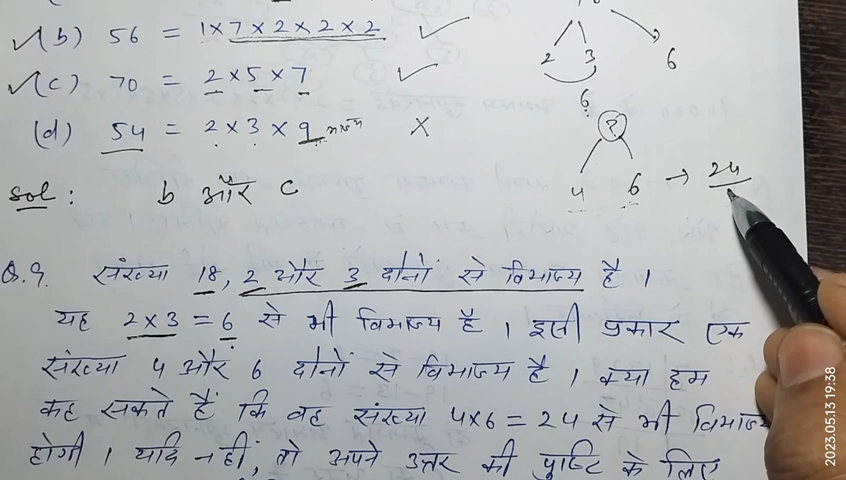 (b) 56 = 1×7×2×2×2
(c) 70 = 2×5×7
(d) 54 = 2×3×9 भाज्य ×
2 3 6
6
?
4 6 → 24
Sol: b और c
Q.9. संख्या 18, 2 और 3 दोनों से विभाज्य है ।
यह 2×3 = 6 से भी विभाज्य है । इसी प्रकार एक
संख्या 4 और 6 दोनों से विभाज्य है । क्या हम
कह सकते हैं कि वह संख्या 4×6 = 24 से भी विभाज्य
होगी । यदि नहीं, तो अपने उत्तर की पुष्टि के लिए
2023.05.13 19:38